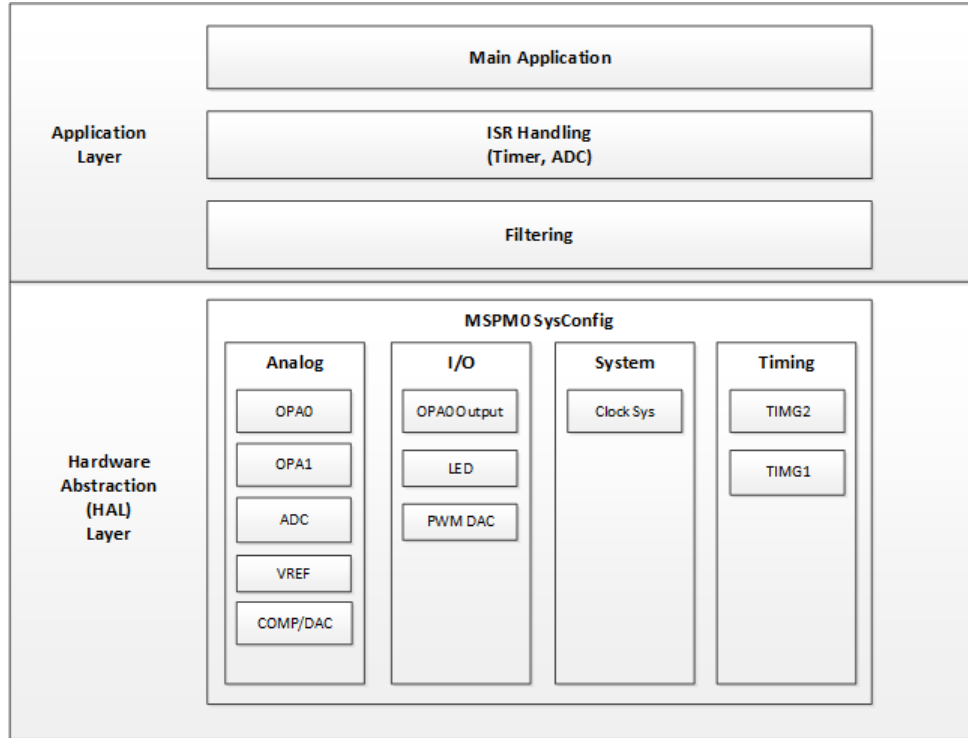 Application
Layer
Main Application
ISR Handling
(Timer, ADC)
Filtering
Hardware
Abstraction
(HAL)
Layer
MSPM0 SysConfig
Analog
OPA0
OPA1
ADC
VREF
COMP/DAC
I/O
OPA0 Output
LED
PWM DAC
System
Clock Sys
Timing
TIMG2
TIMG1